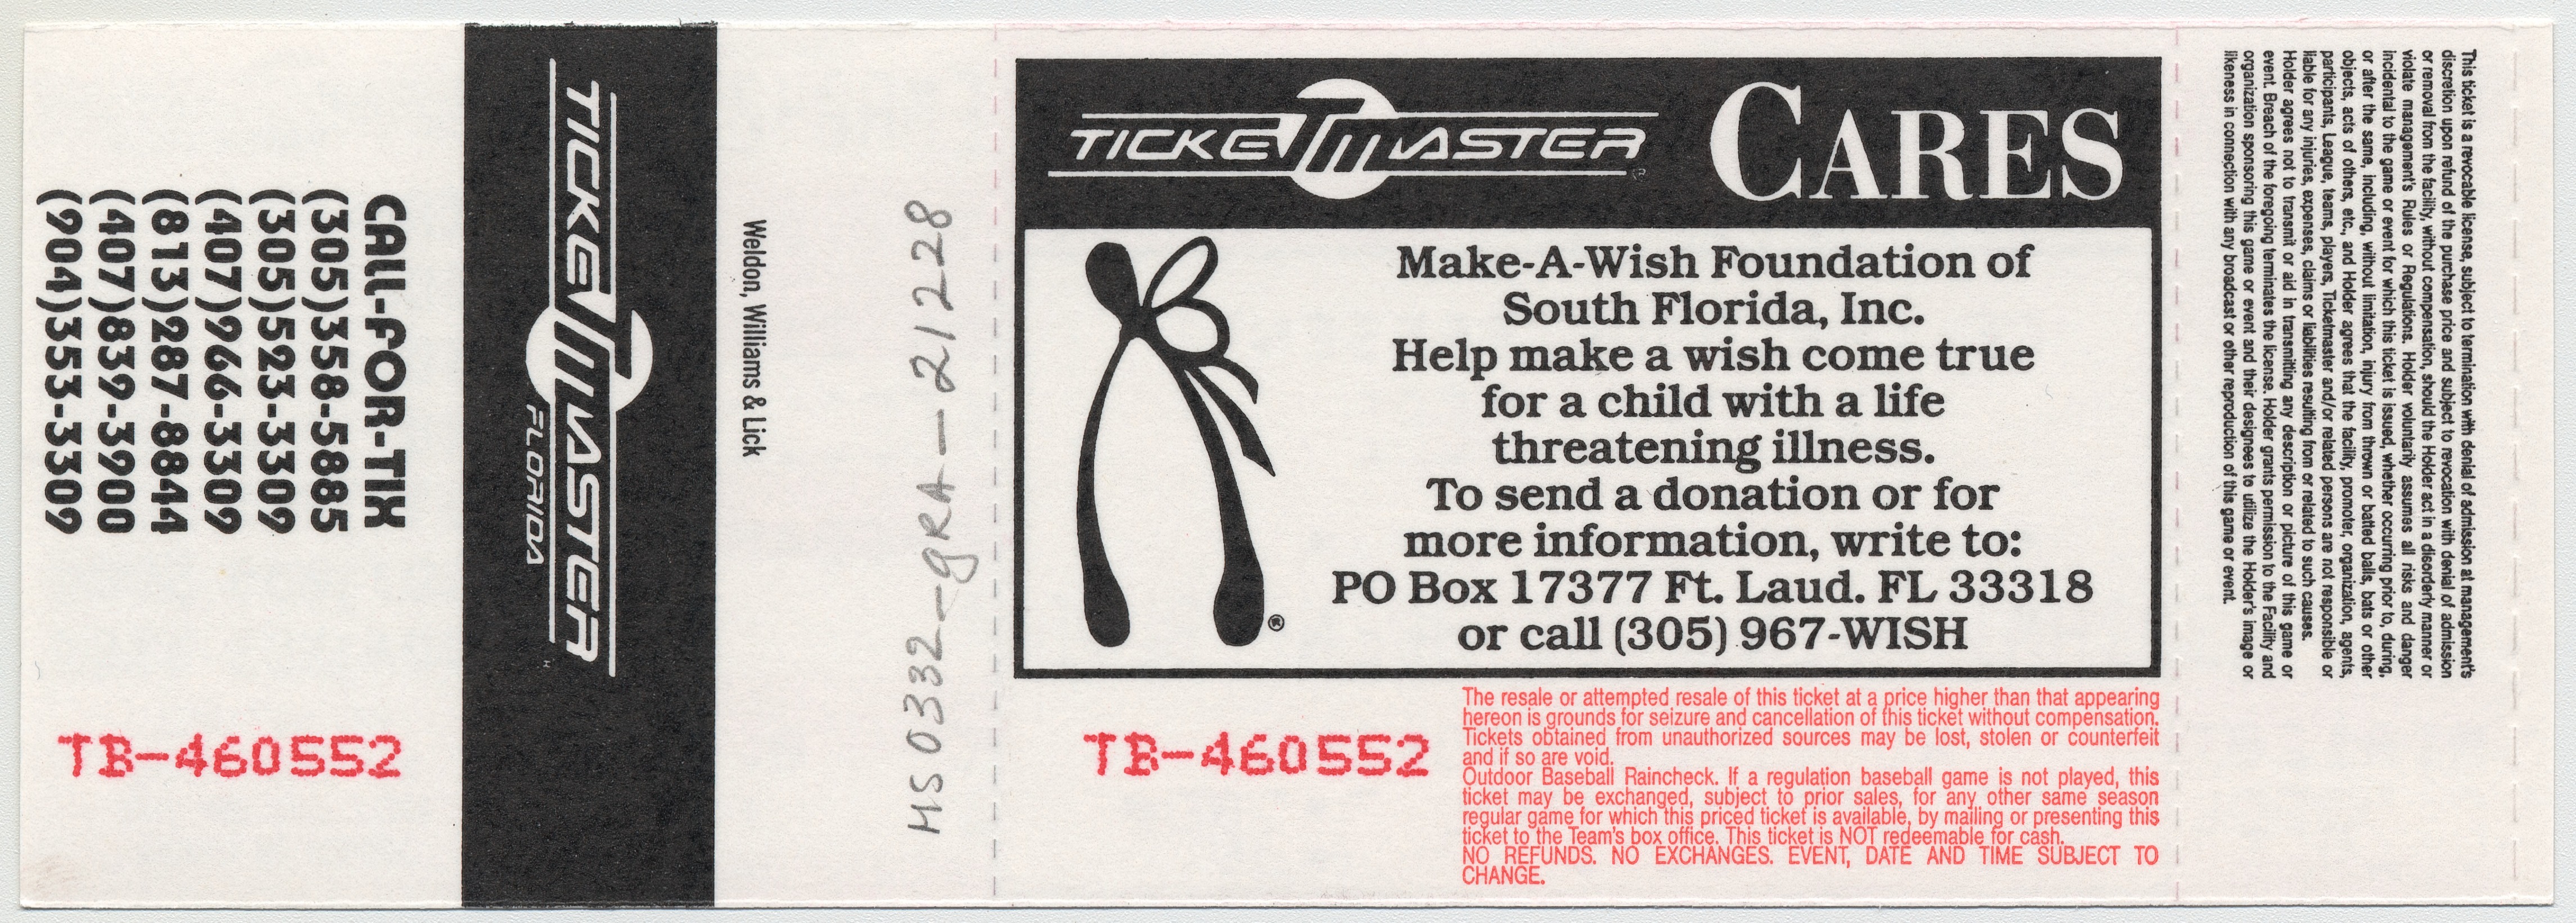 CALL-FOR-TIX
(305)358-5885
(305)523-3309
(407)966-3309
(813)287-8844
(407)839-3900
(904)353-3309
TB-460552
TICKETMASTER
FLORIDA
Weldon, Williams & Lick
MS0332-gRA-21228
TICKETMASTER CARES
Make-A-Wish Foundation of
South Florida, Inc.
Help make a wish come true
for a child with a life
threatening illness.
To send a donation or for
more information, write to:
PO Box 17377 Ft. Laud. FL 33318
or call (305) 967-WISH
®
TB-460552
The resale or attempted resale of this ticket at a price higher than that appearing
hereon is grounds for seizure and cancellation of this ticket without compensation.
Tickets obtained from unauthorized sources may be lost, stolen or counterfeit
and if so are void.
Outdoor Baseball Raincheck. If a regulation baseball game is not played, this
ticket may be exchanged, subject to prior sales, for any other same season
regular game for which this priced ticket is available, by mailing or presenting this
ticket to the Team's box office. This ticket is NOT redeemable for cash.
NO REFUNDS. NO EXCHANGES. EVENT, DATE AND TIME SUBJECT TO
CHANGE.
This ticket is a revocable license, subject to termination with denial of admission at management's
discretion upon refund of the purchase price and subject to revocation with denial of admission
or removal from the facility, without compensation, should the Holder act in a disorderly manner or
violate management's Rules or Regulations. Holder voluntarily assumes all risks and danger
incidental to the game or event for which this ticket is issued, whether occurring prior to, during,
or after the same, including, without limitation, injury from thrown or batted balls, bats or other
objects, acts of others, etc., and Holder agrees that the facility, promoter, organization, agents,
participants, League, teams, players, Ticketmaster and/or related persons are not responsible or
liable for any injuries, expenses, claims or liabilities resulting from or related to such causes.
Holder agrees not to transmit or aid in transmitting any description or picture of this game or
event. Breach of the foregoing terminates the license. Holder grants permission to the Facility and
organization sponsoring this game or event and their designees to utilize the Holder's image or
likeness in connection with any broadcast or other reproduction of this game or event.